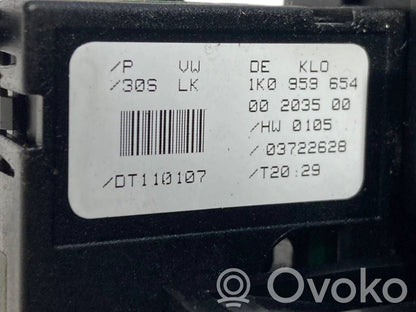 /P VW DE KLO
/30S LK 1K0 959 654
00 2035 00
/HW 0105
/03722628
/DT110107 /T20:29
Ovoko